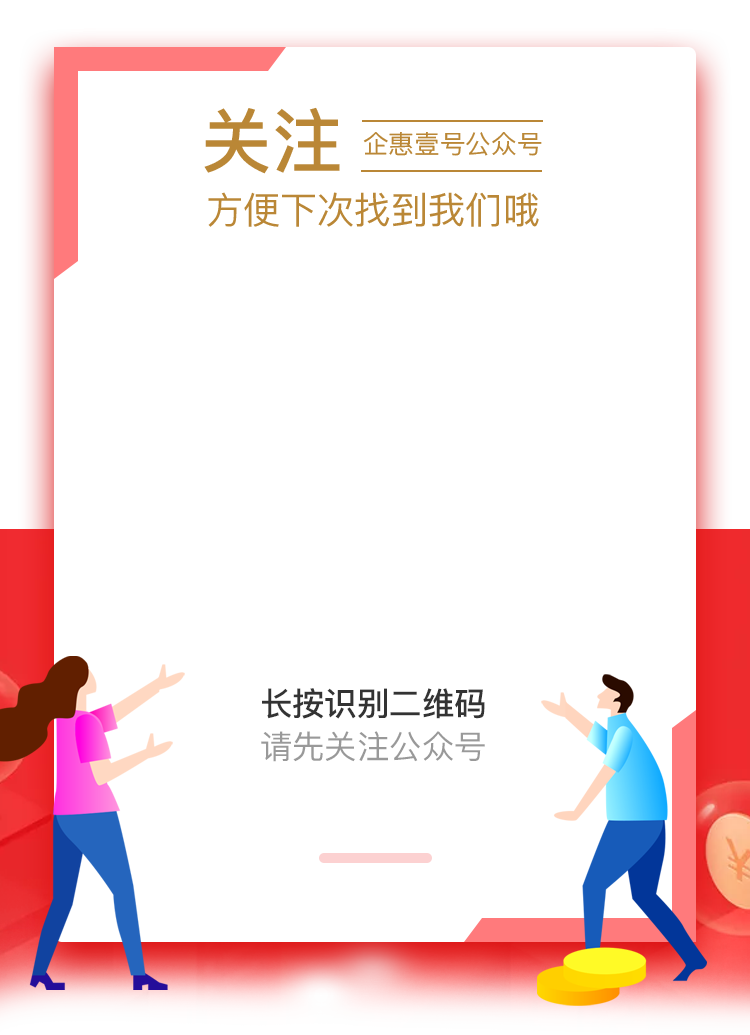 关注 企惠壹号公众号
方便下次找到我们哦
长按识别二维码
请先关注公众号
¥